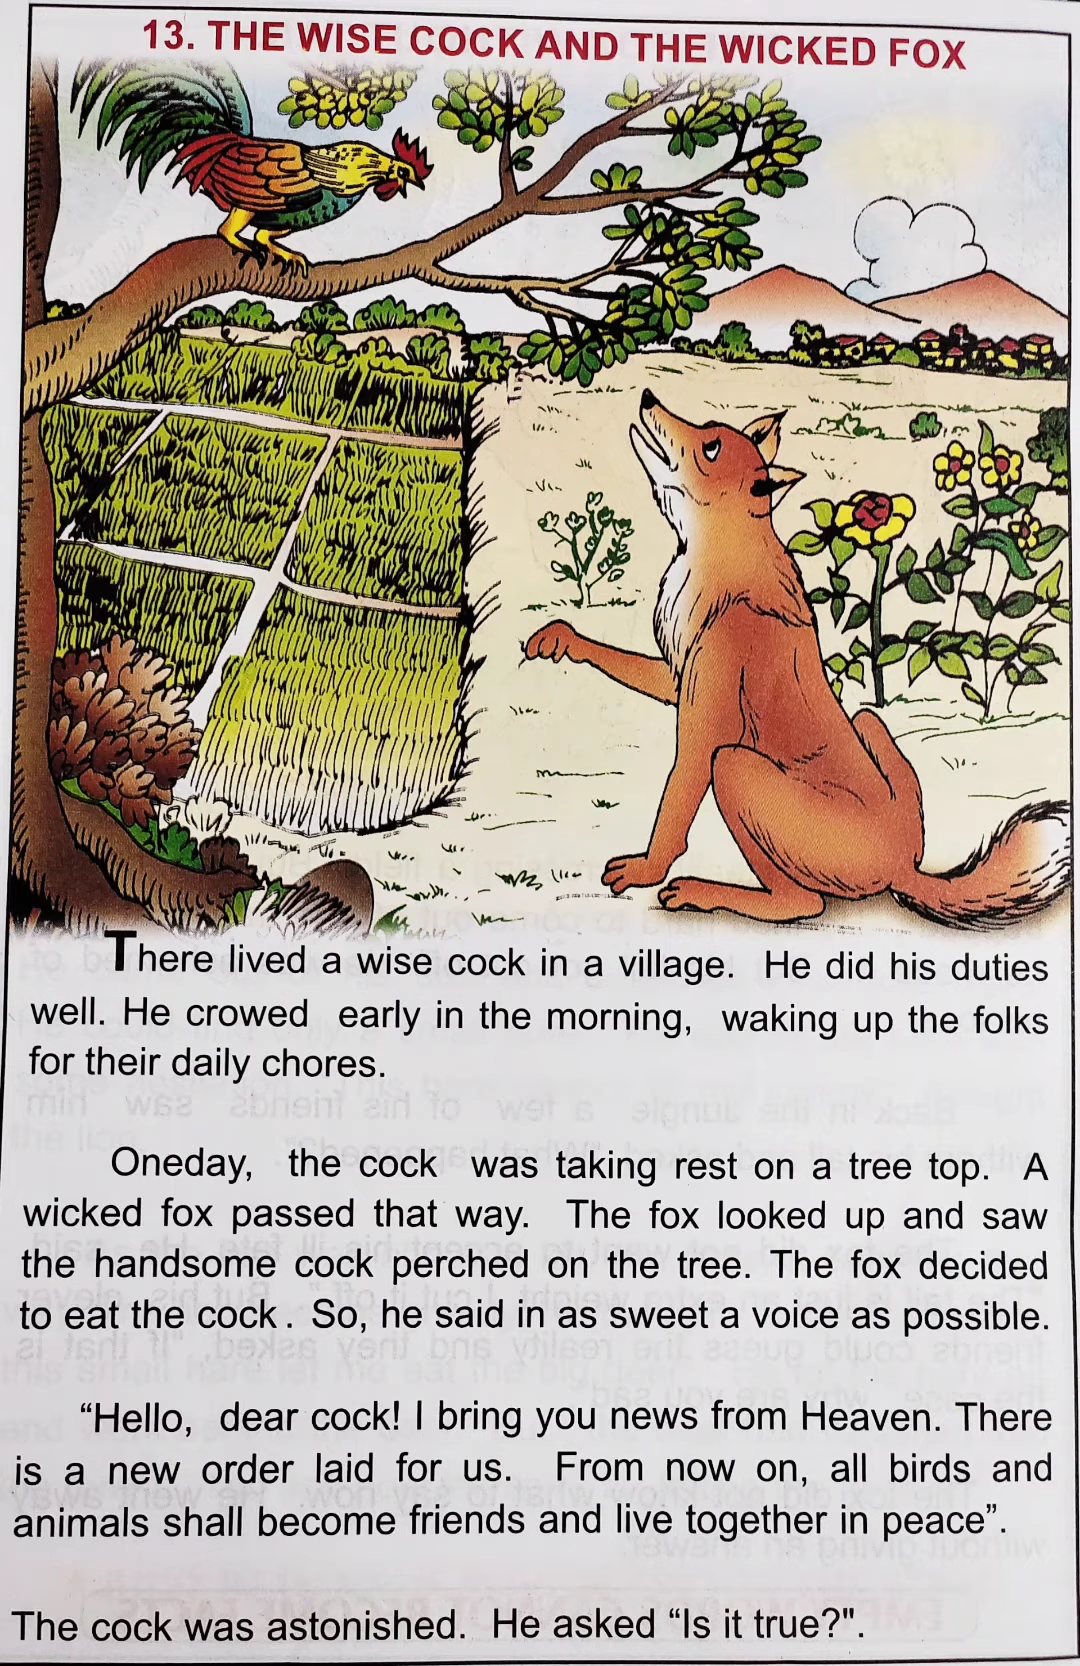 13. THE WISE COCK AND THE WICKED FOX
There lived a wise cock in a village. He did his duties
well. He crowed early in the morning, waking up the folks
for their daily chores.
Oneday, the cock was taking rest on a tree top. A
wicked fox passed that way. The fox looked up and saw
the handsome cock perched on the tree. The fox decided
to eat the cock. So, he said in as sweet a voice as possible.
“Hello, dear cock! I bring you news from Heaven. There
is a new order laid for us. From now on, all birds and
animals shall become friends and live together in peace”.
The cock was astonished. He asked “Is it true?".